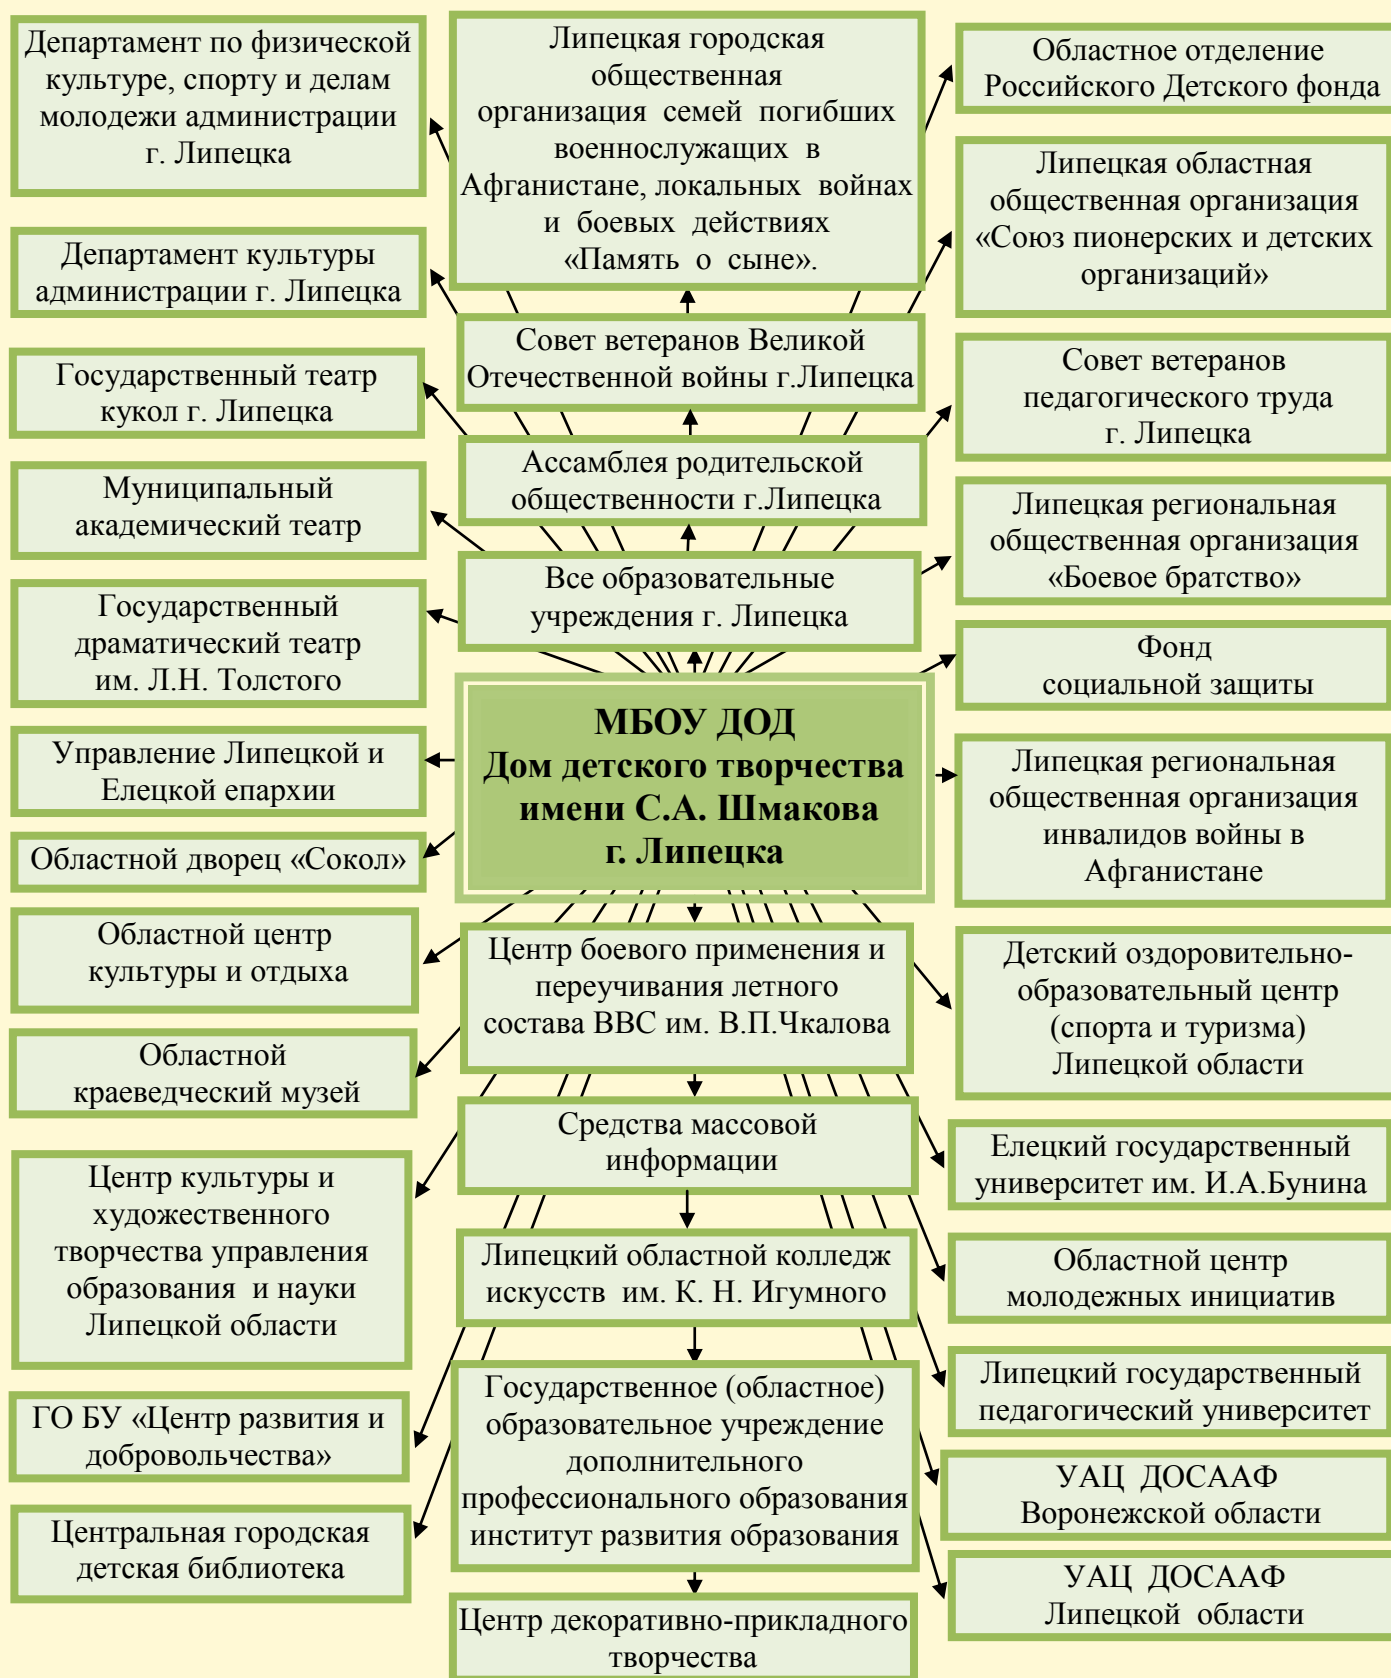 Департамент по физической
культуре, спорту и делам
молодежи администрации
г. Липецка
Департамент культуры
администрации г. Липецка
Государственный театр
кукол г. Липецка
Муниципальный
академический театр
Государственный
драматический театр
им. Л.Н. Толстого
Управление Липецкой и
Елецкой епархии
Областной дворец «Сокол»
Областной центр
культуры и отдыха
Областной
краеведческий музей
Центр культуры и
художественного
творчества управления
образования и науки
Липецкой области
ГО БУ «Центр развития и
добровольчества»
Центральная городская
детская библиотека
Липецкая городская
общественная
организация семей погибших
военнослужащих в
Афганистане, локальных войнах
и боевых действиях
«Память о сыне».
Совет ветеранов Великой
Отечественной войны г.Липецка
Ассамблея родительской
общественности г.Липецка
Все образовательные
учреждения г. Липецка
МБОУ ДОД
Дом детского творчества
имени С.А. Шмакова
г. Липецка
Центр боевого применения и
переучивания летного
состава ВВС им. В.П.Чкалова
Средства массовой
информации
Липецкий областной колледж
искусств им. К. Н. Игумного
Государственное (областное)
образовательное учреждение
дополнительного
профессионального образования
институт развития образования
Центр декоративно-прикладного
творчества
Областное отделение
Российского Детского фонда
Липецкая областная
общественная организация
«Союз пионерских и детских
организаций»
Совет ветеранов
педагогического труда
г. Липецка
Липецкая региональная
общественная организация
«Боевое братство»
Фонд
социальной защиты
Липецкая региональная
общественная организация
инвалидов войны в
Афганистане
Детский оздоровительно-
образовательный центр
(спорта и туризма)
Липецкой области
Елецкий государственный
университет им. И.А.Бунина
Областной центр
молодежных инициатив
Липецкий государственный
педагогический университет
УАЦ ДОСААФ
Воронежской области
УАЦ ДОСААФ
Липецкой области